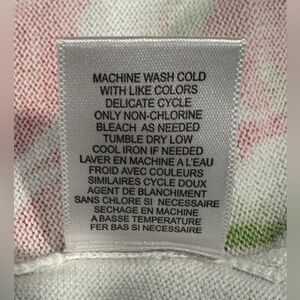 MACHINE WASH COLD
WITH LIKE COLORS
DELICATE CYCLE
ONLY NON-CHLORINE
BLEACH AS NEEDED
TUMBLE DRY LOW
COOL IRON IF NEEDED
LAVER EN MACHINE A L'EAU
FROID AVEC COULEURS
SIMILAIRES CYCLE DOUX
AGENT DE BLANCHIMENT
SANS CHLORE SI NECESSAIRE
SECHAGE EN MACHINE
A BASSE TEMPERATURE
FER BAS SI NECESSAIRE